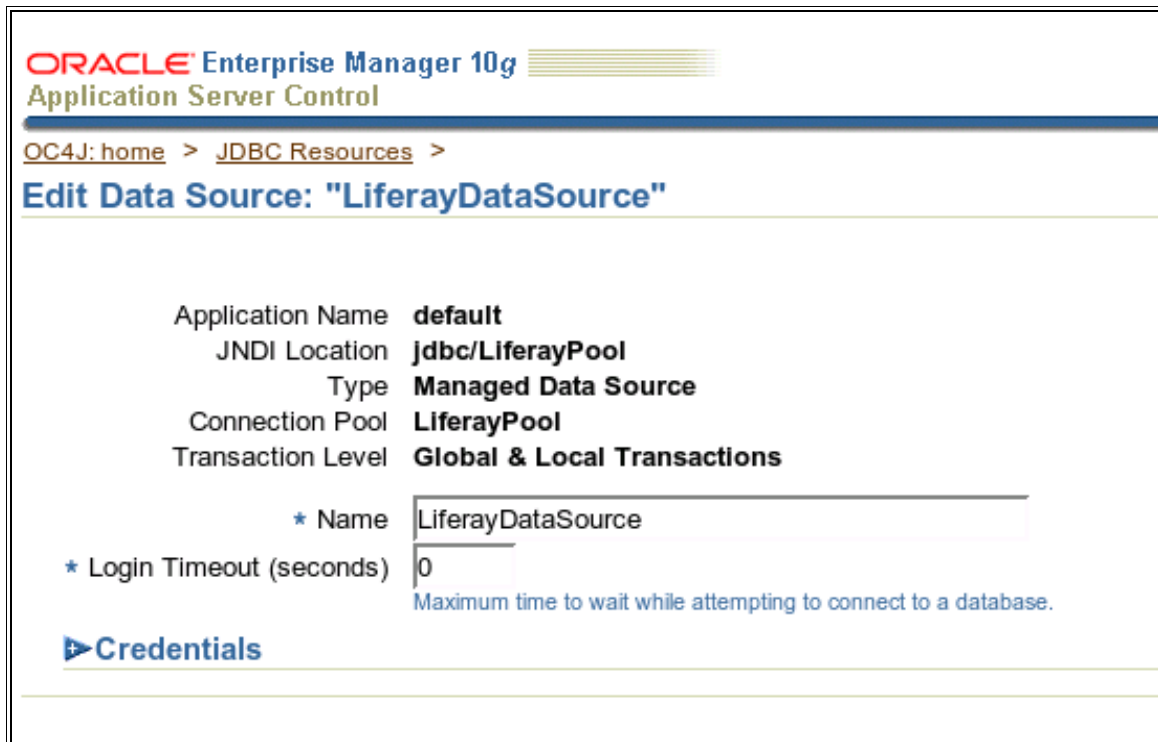 ORACLE Enterprise Manager 10g
Application Server Control
OC4J: home > JDBC Resources >
Edit Data Source: "LiferayDataSource"
Application Name default
JNDI Location jdbc/LiferayPool
Type Managed Data Source
Connection Pool LiferayPool
Transaction Level Global & Local Transactions
* Name LiferayDataSource
* Login Timeout (seconds) 0
Maximum time to wait while attempting to connect to a database.
Credentials